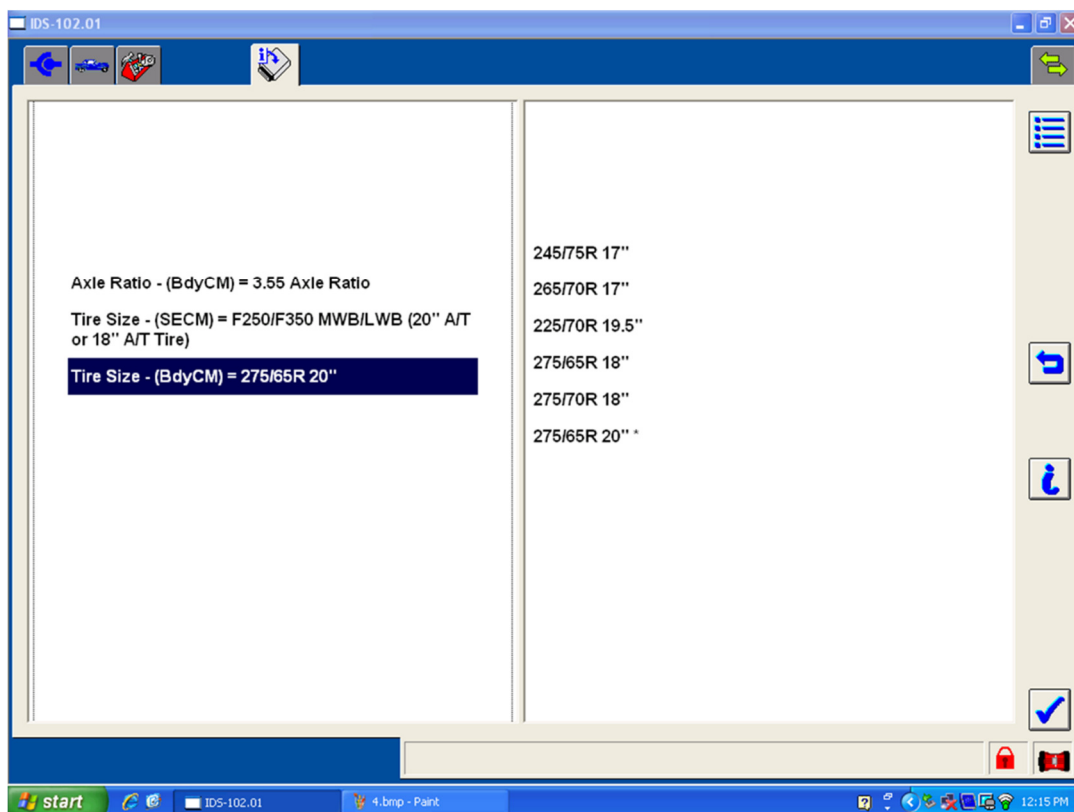 IDS-102.01
Axle Ratio - (BdyCM) = 3.55 Axle Ratio
Tire Size - (SECM) = F250/F350 MWB/LWB (20" A/T
or 18" A/T Tire)
Tire Size - (BdyCM) = 275/65R 20"
245/75R 17"
265/70R 17"
225/70R 19.5"
275/65R 18"
275/70R 18"
275/65R 20" *
start
IDS-102.01
4.bmp - Paint
12:15 PM